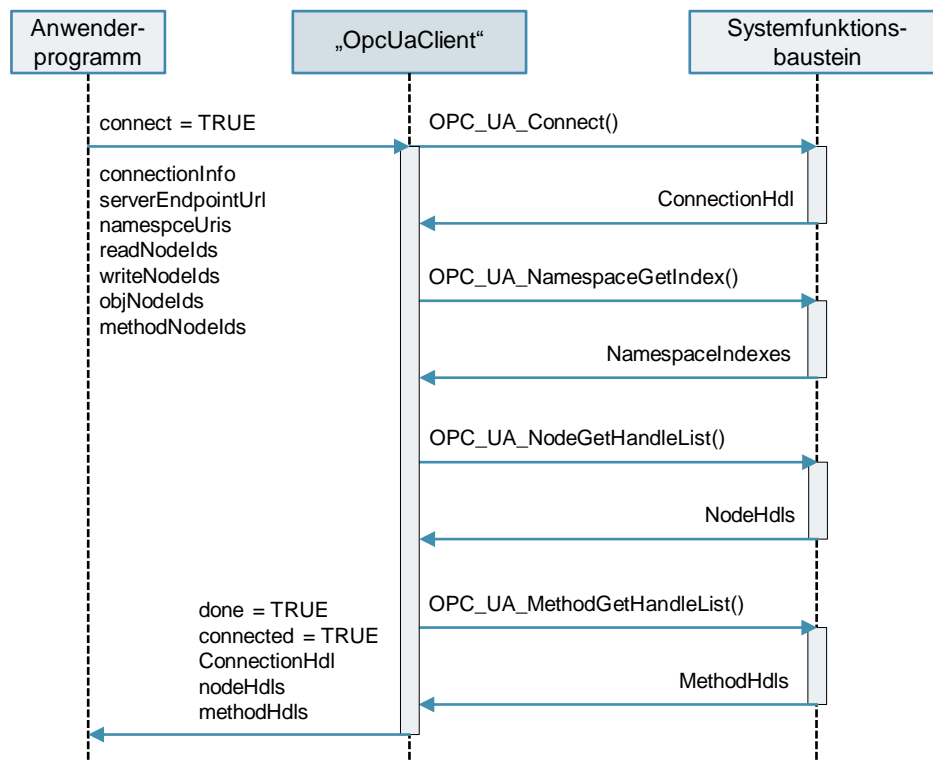 Anwender-
programm
„OpcUaClient“
Systemfunktions-
baustein
connect = TRUE
OPC_UA_Connect()
connectionInfo
serverEndpointUrl
namespceUris
readNodeIds
writeNodeIds
objNodeIds
methodNodeIds
ConnectionHdl
OPC_UA_NamespaceGetIndex()
NamespaceIndexes
OPC_UA_NodeGetHandleList()
NodeHdls
OPC_UA_MethodGetHandleList()
MethodHdls
done = TRUE
connected = TRUE
ConnectionHdl
nodeHdls
methodHdls